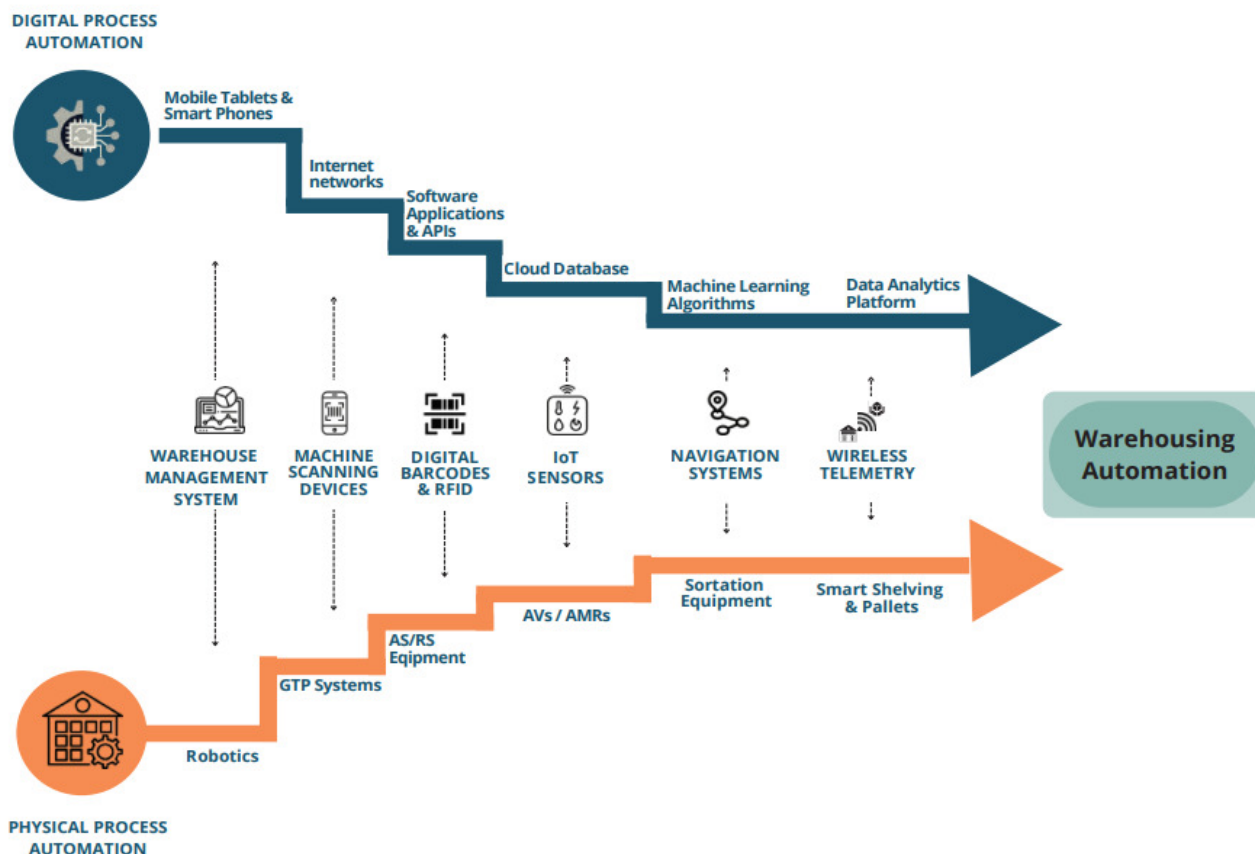 DIGITAL PROCESS
AUTOMATION
Mobile Tablets &
Smart Phones
Internet
networks
Software
Applications
& APIs
Cloud Database
Machine Learning
Algorithms
Data Analytics
Platform
WAREHOUSE
MANAGEMENT
SYSTEM
MACHINE
SCANNING
DEVICES
DIGITAL
BARCODES
& RFID
IoT
SENSORS
NAVIGATION
SYSTEMS
WIRELESS
TELEMETRY
Warehousing
Automation
Robotics
GTP Systems
AS/RS
Eqipment
AVs / AMRs
Sortation
Equipment
Smart Shelving
& Pallets
PHYSICAL PROCESS
AUTOMATION